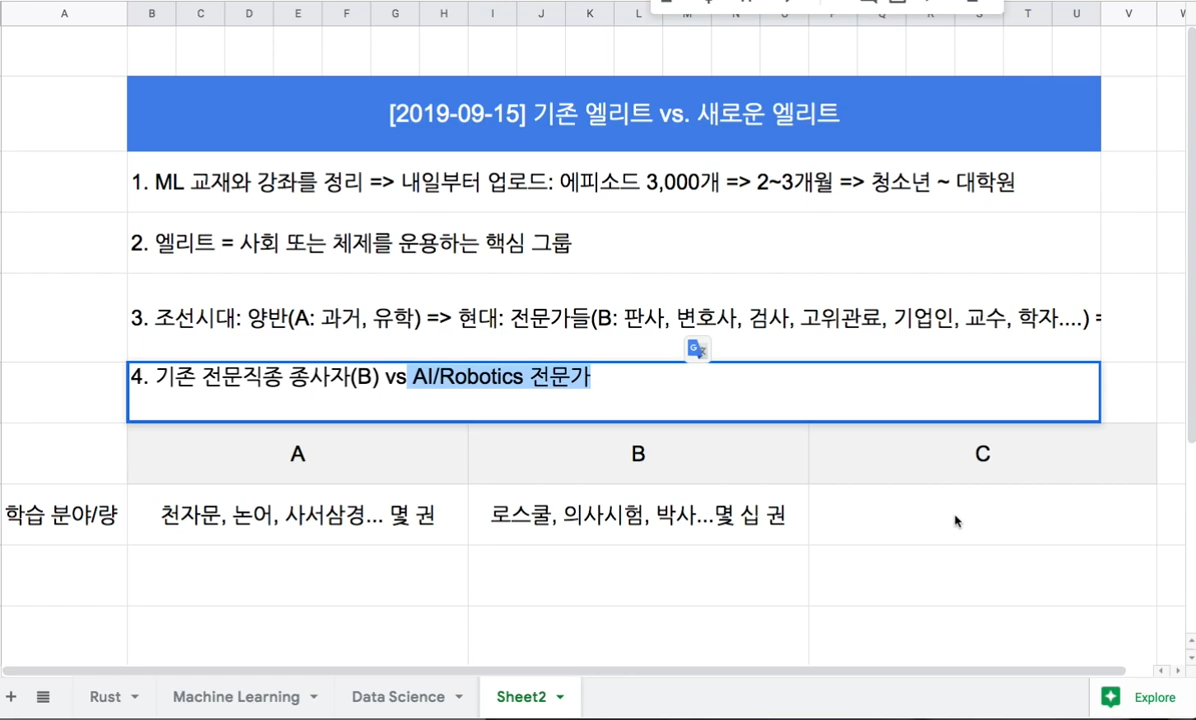 A B C D E F G H I J K L M N O P Q R S T U V W
[2019-09-15] 기존 엘리트 vs. 새로운 엘리트
1. ML 교재와 강좌를 정리 => 내일부터 업로드: 에피소드 3,000개 => 2~3개월 => 청소년 ~ 대학원
2. 엘리트 = 사회 또는 체제를 운용하는 핵심 그룹
3. 조선시대: 양반(A: 과거, 유학) => 현대: 전문가들(B: 판사, 변호사, 검사, 고위관료, 기업인, 교수, 학자....) =
4. 기존 전문직종 종사자(B) vs AI/Robotics 전문가
A B C
학습 분야/량 천자문, 논어, 사서삼경... 몇 권 로스쿨, 의사시험, 박사...몇 십 권
+ Rust Machine Learning Data Science Sheet2 Explore